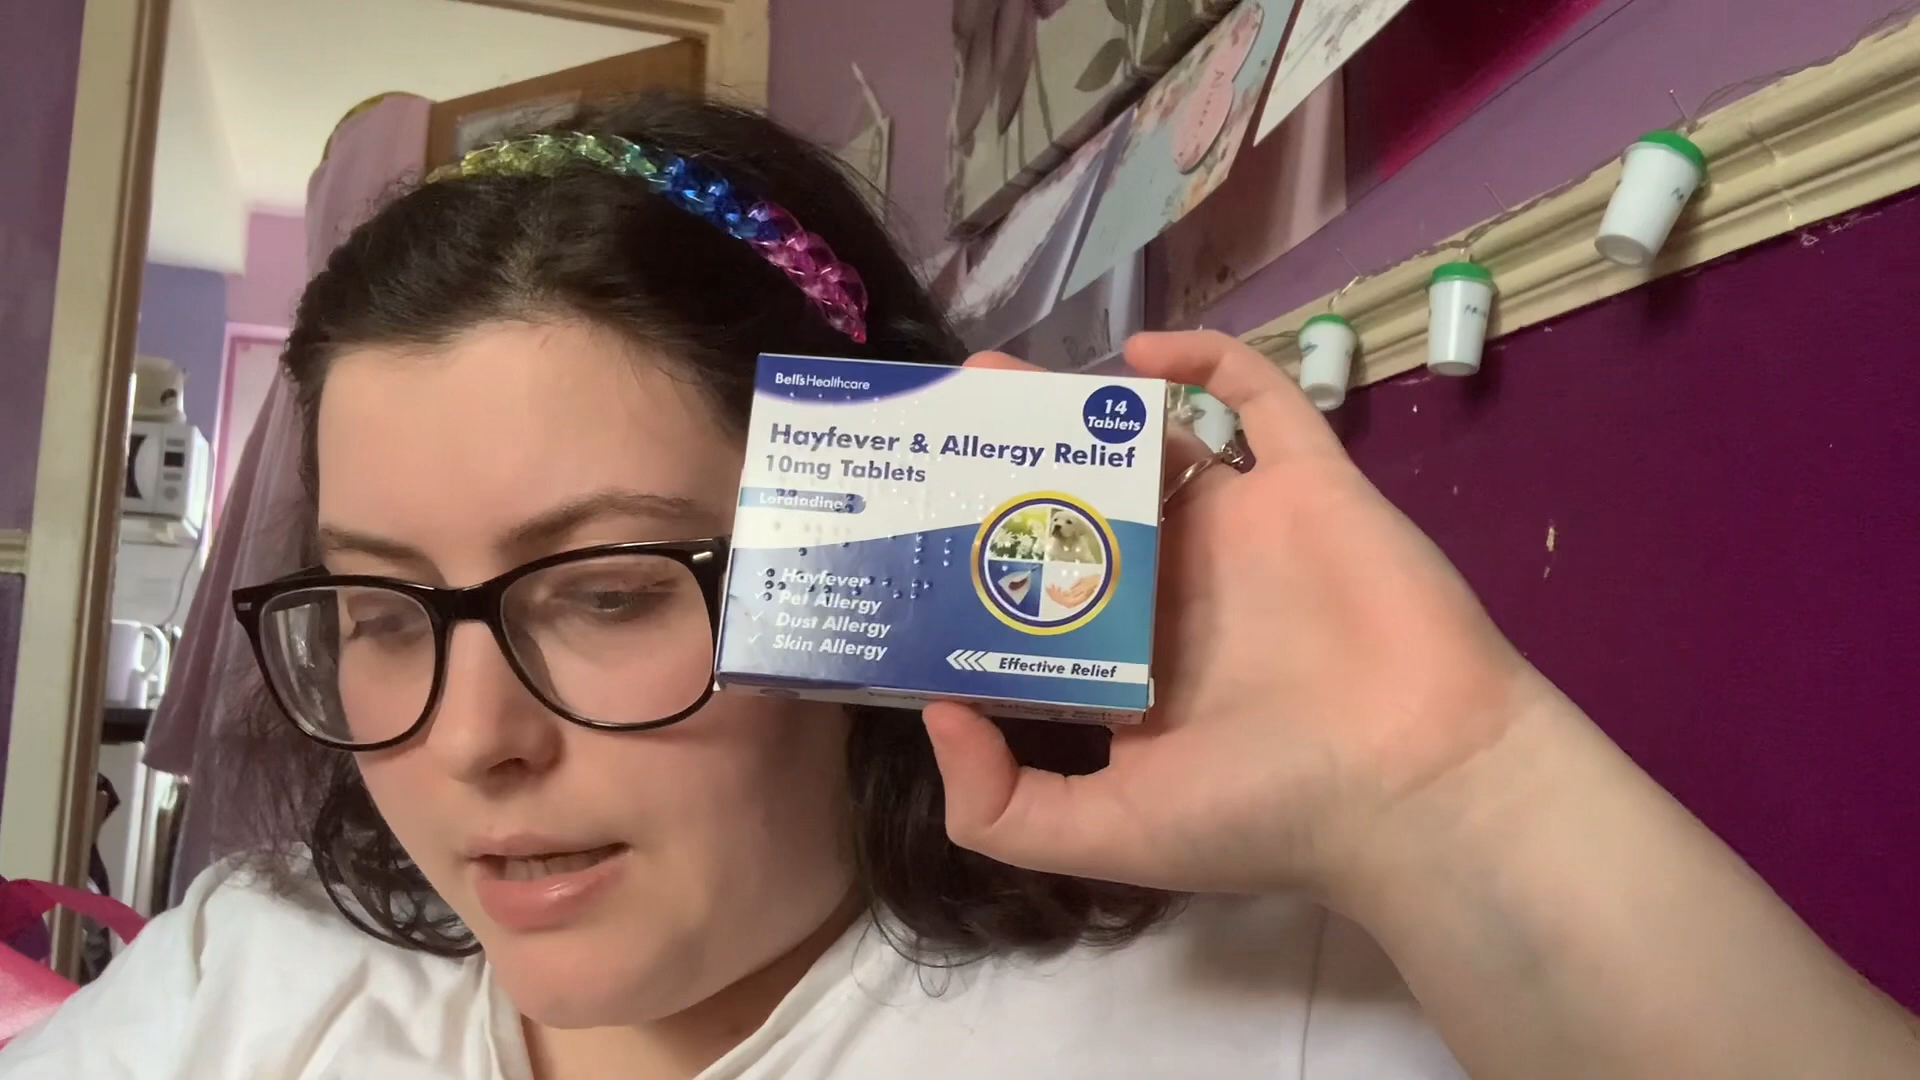 Bell's Healthcare
14
Tablets
Hayfever & Allergy Relief
10mg Tablets
Loratadine
Hayfever
Pet Allergy
Dust Allergy
Skin Allergy
Effective Relief